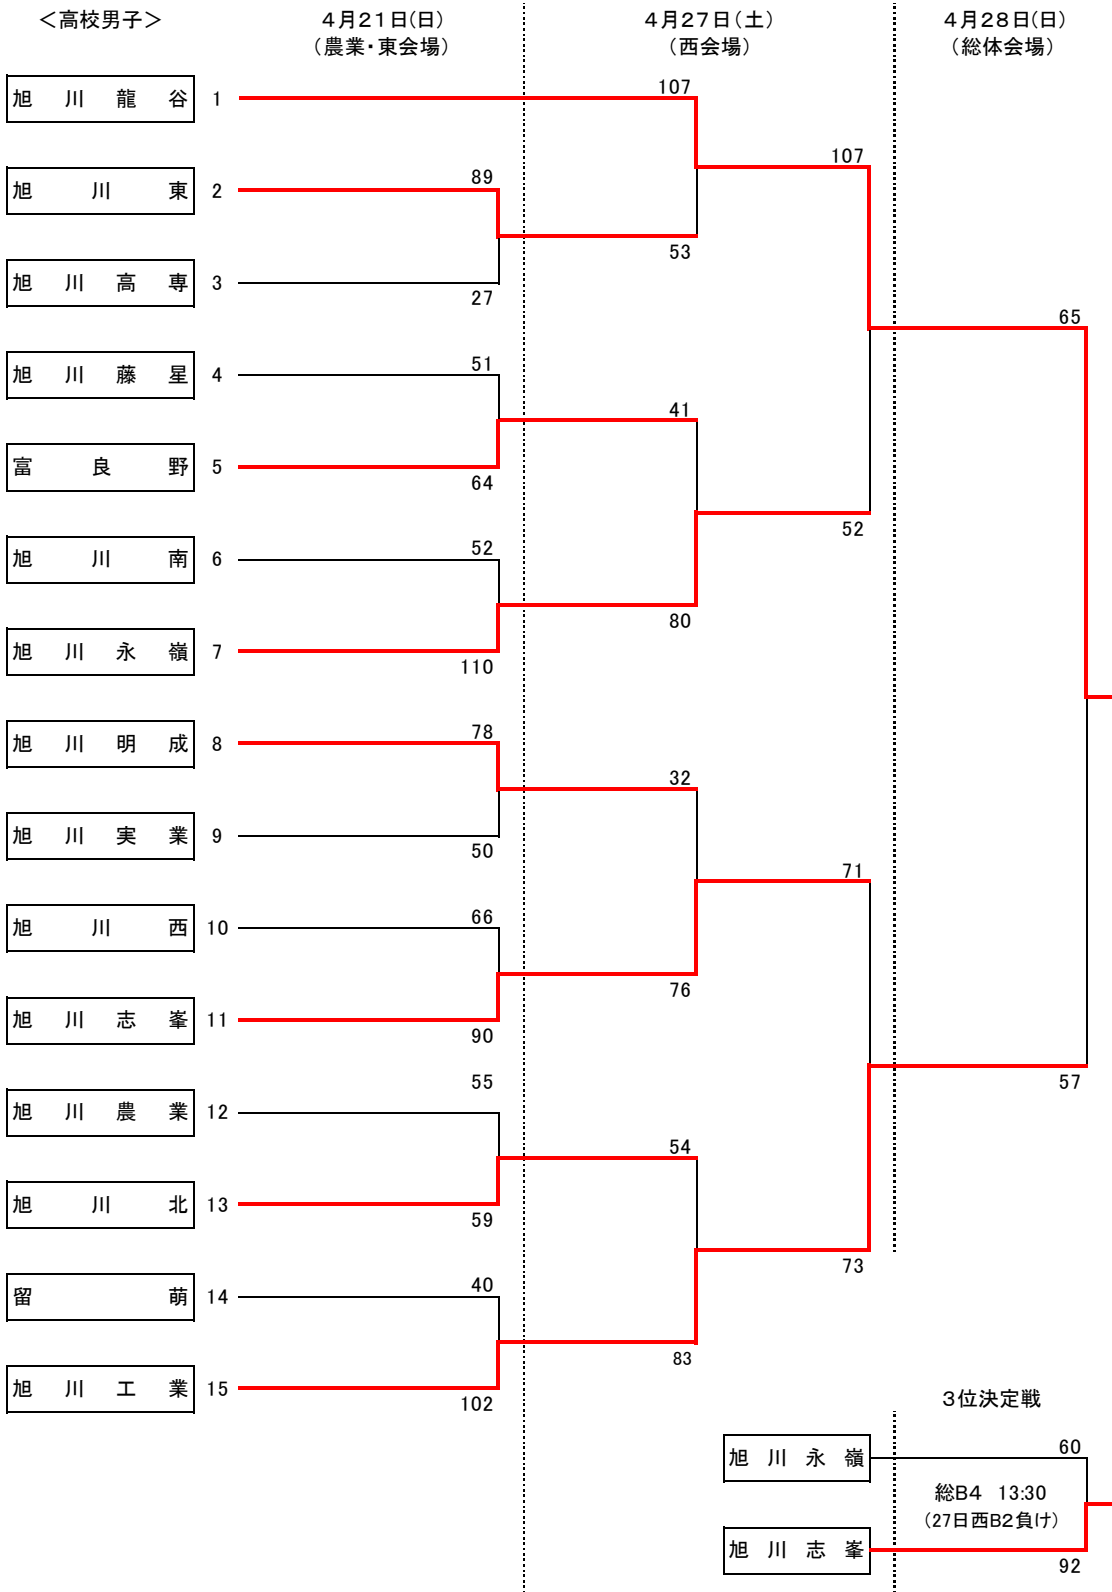 ＜高校男子＞ 4月21日(日) 4月27日(土) 4月28日(日)
(農業・東会場) (西会場) (総体会場)
旭川龍谷 1 107
107
旭川東 2 89
53
旭川高専 3
27
65
旭川藤星 4 51
41
富良野 5
64
52
旭川南 6 52
80
旭川永嶺 7
110
旭川明成 8 78
32
旭川実業 9
50
71
旭川西 10 66
76
旭川志峯 11
90
55
57
旭川農業 12
54
旭川北 13
59
73
留萌 14 40
83
旭川工業 15
102
3位決定戦
旭川永嶺 60
総B4 13:30
(27日西B2負け)
旭川志峯
92